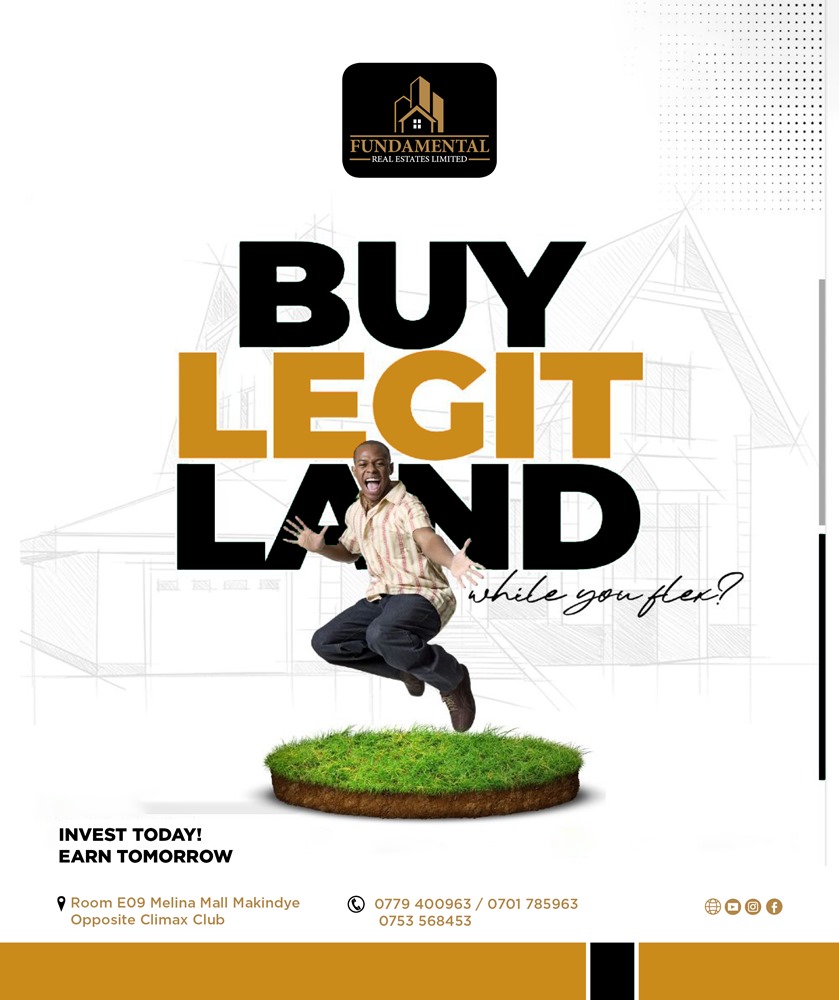 FUNDAMENTAL
REAL ESTATES LIMITED
BUY
LEGIT
LAND
while you flex?
INVEST TODAY!
EARN TOMORROW
Room E09 Melina Mall Makindye
Opposite Climax Club
0779 400963 / 0701 785963
0753 568453